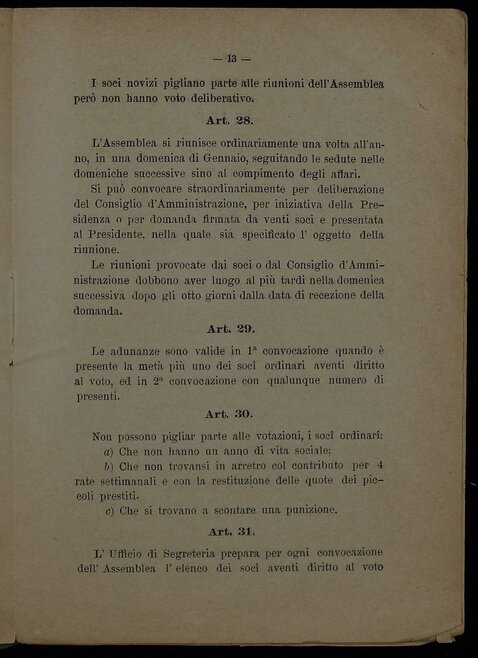 — 13 —
I soci novizi pigliano parte alle riunioni dell'Assemblea
però non hanno voto deliberativo.
Art. 28.
L'Assemblea si riunisce ordinariamente una volta all'an-
no, in una domenica di Gennaio, seguitando le sedute nelle
domeniche successive sino al compimento degli affari.
Si può convocare straordinariamente per deliberazione
del Consiglio d'Amministrazione, per iniziativa della Pre-
sidenza o per domanda firmata da venti soci e presentata
al Presidente, nella quale sia specificato l' oggetto della
riunione.
Le riunioni provocate dai soci o dal Consiglio d'Ammi-
nistrazione dobbono aver luogo al più tardi nella domenica
successiva dopo gli otto giorni dalla data di recezione della
domanda.
Art. 29.
Le adunanze sono valide in 1ª convocazione quando è
presente la metà più uno dei socî ordinari aventi diritto
al voto, ed in 2ª convocazione con qualunque numero di
presenti.
Art. 30.
Non possono pigliar parte alle votazioni, i socî ordinari:
a) Che non hanno un anno di vita sociale;
b) Che non trovansi in arretro col contributo per 4
rate settimanali e con la restituzione delle quote dei pic-
coli prestiti.
c) Che si trovano a scontare una punizione.
Art. 31.
L' Ufficio di Segreteria prepara per ogni convocazione
dell' Assemblea l' elenco dei socî aventi diritto al voto